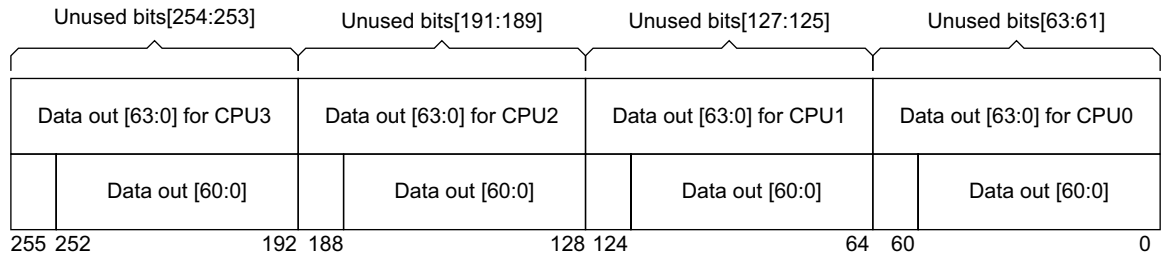 Unused bits[254:253] Unused bits[191:189] Unused bits[127:125] Unused bits[63:61]
Data out [63:0] for CPU3 Data out [63:0] for CPU2 Data out [63:0] for CPU1 Data out [63:0] for CPU0
Data out [60:0] Data out [60:0] Data out [60:0] Data out [60:0]
255 252 192 188 128 124 64 60 0